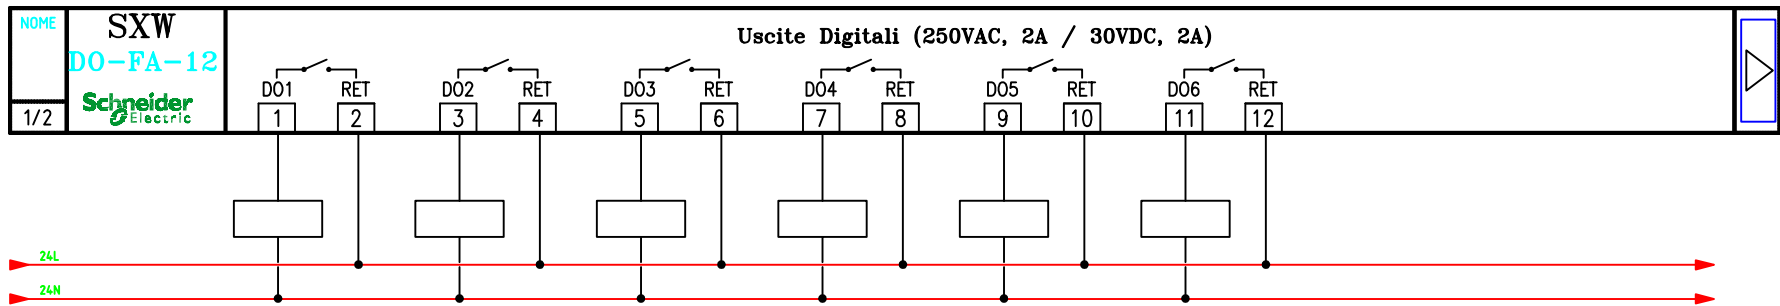 NOME
SXW
DO-FA-12
Schneider
Electric
1/2
Uscite Digitali (250VAC, 2A / 30VDC, 2A)
DO1 RET DO2 RET DO3 RET DO4 RET DO5 RET DO6 RET
1 2 3 4 5 6 7 8 9 10 11 12
24L
24N